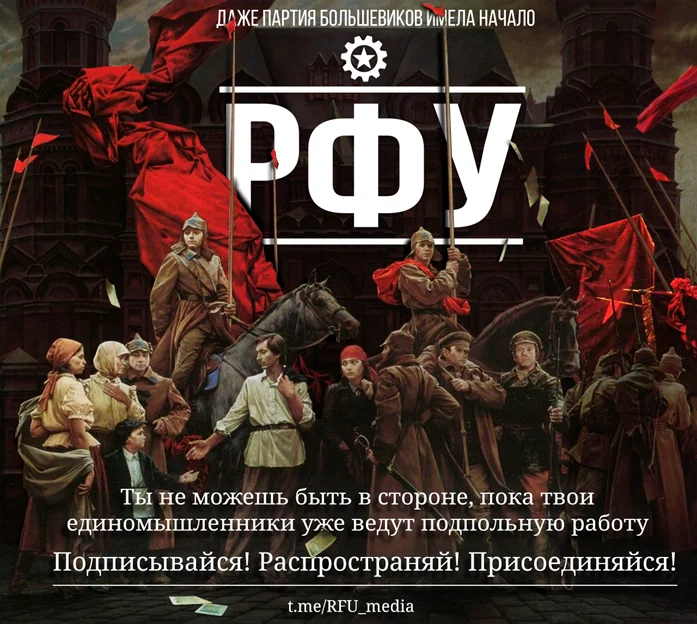 ДАЖЕ ПАРТИЯ БОЛЬШЕВИКОВ ИМЕЛА НАЧАЛО
РФУ
Ты не можешь быть в стороне, пока твои
единомышленники уже ведут подпольную работу
Подписывайся! Распространяй! Присоединяйся!
t.me/RFU_media